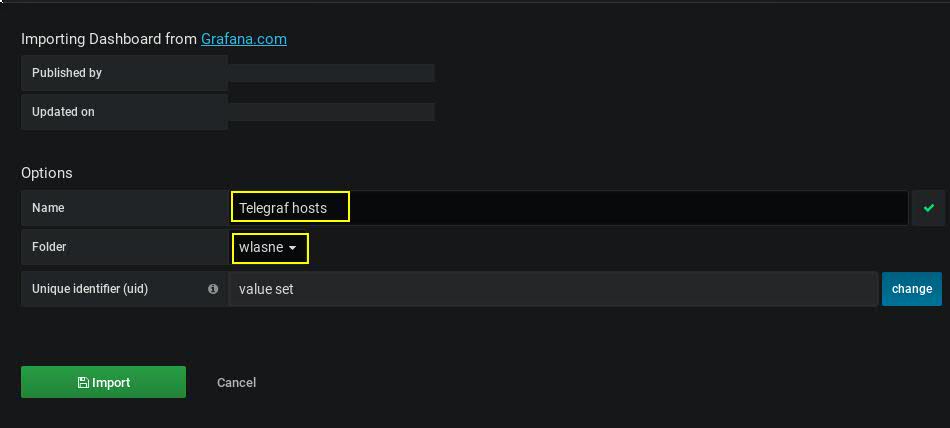 Importing Dashboard from Grafana.com
Published by
Updated on
Options
Name Telegraf hosts
Folder wlasne
Unique identifier (uid) value set change
Import Cancel